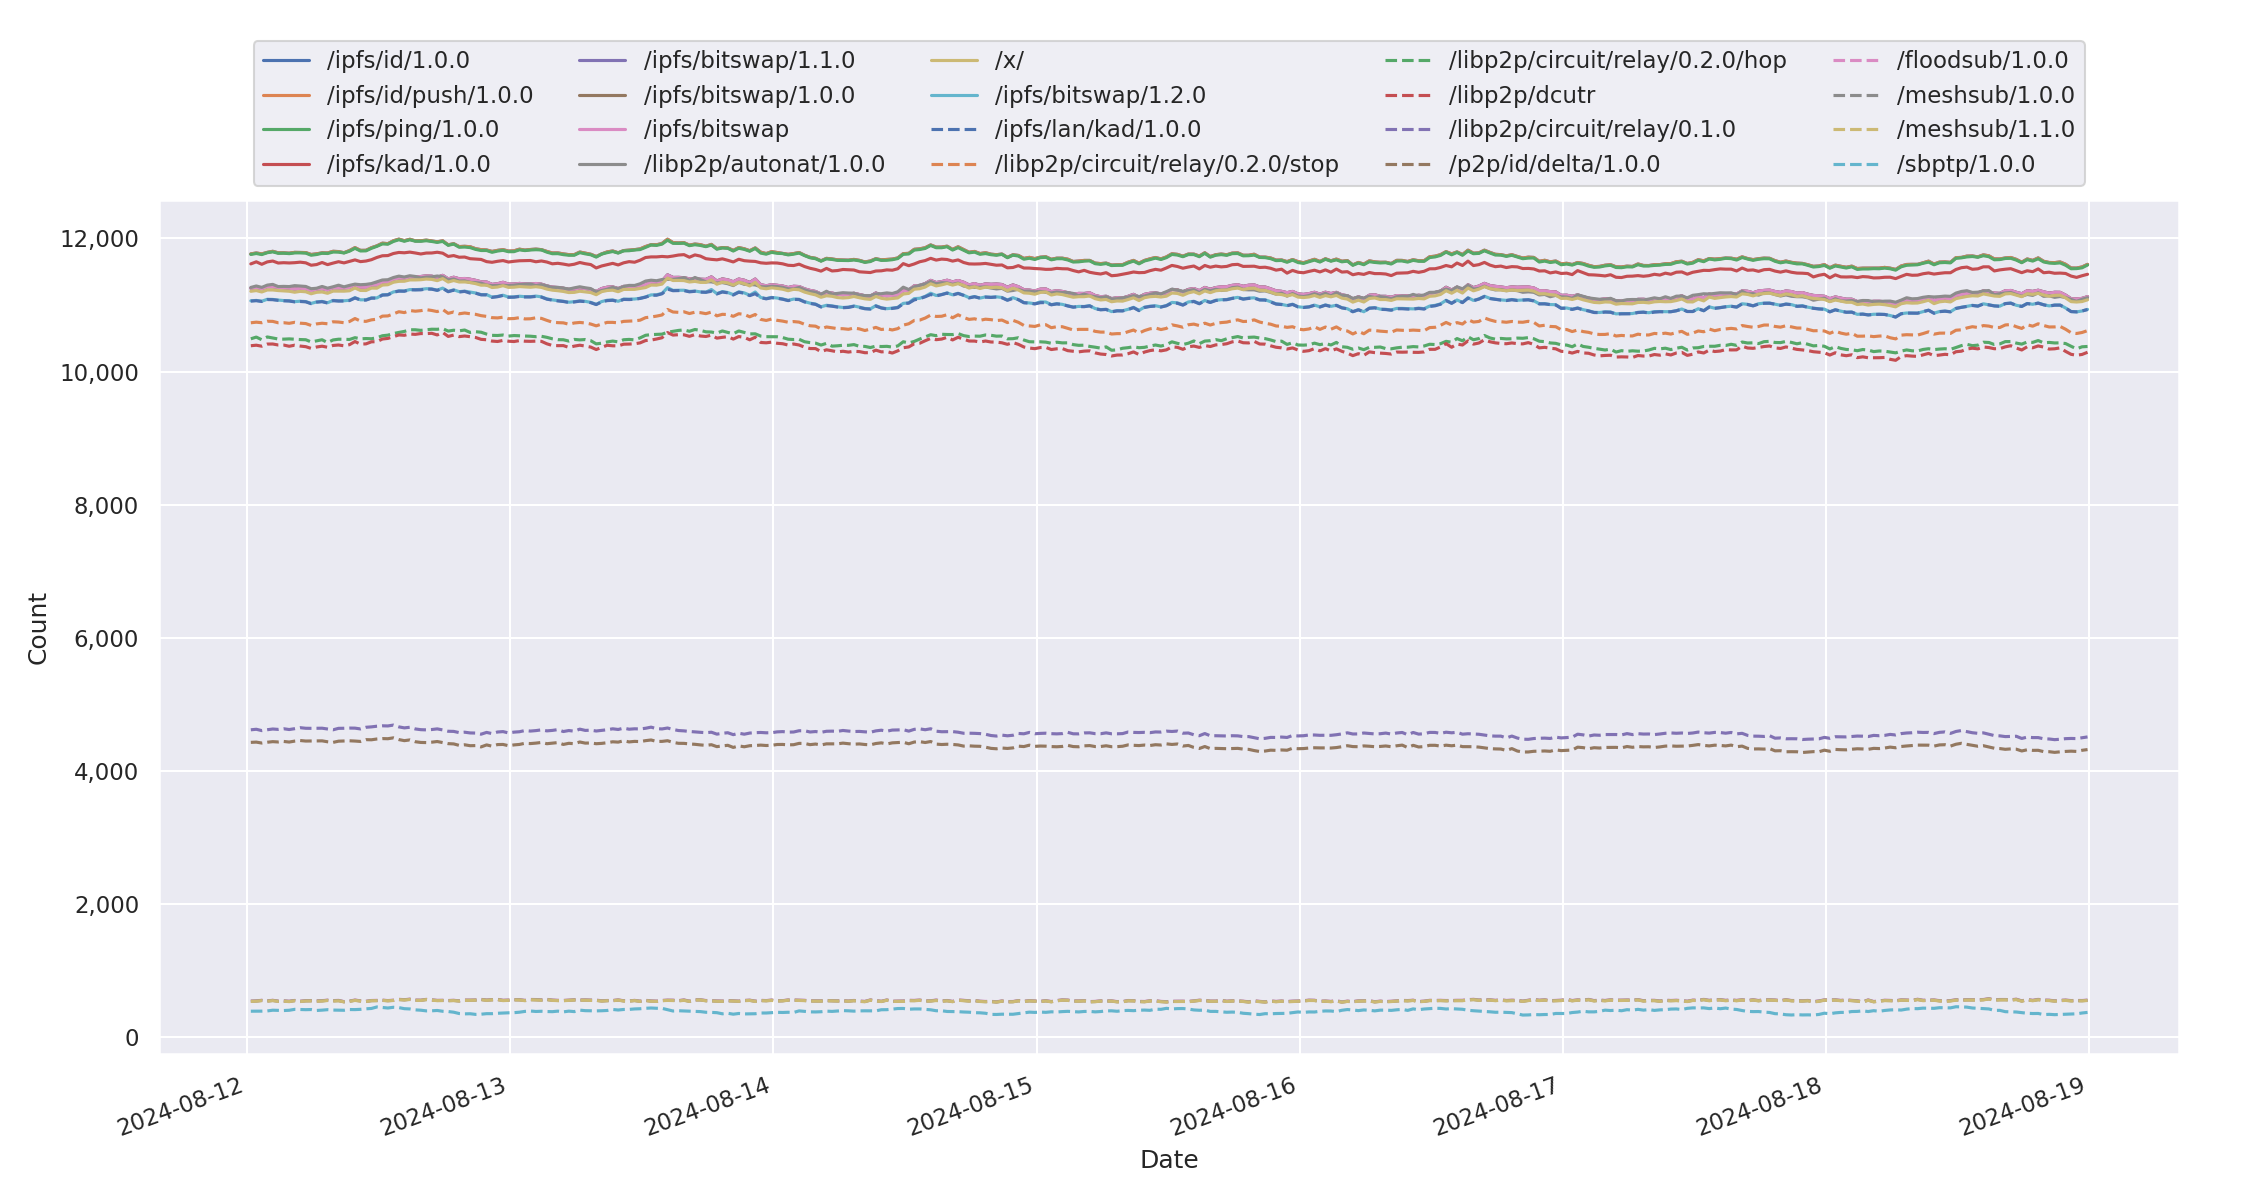 /ipfs/id/1.0.0
/ipfs/id/push/1.0.0
/ipfs/ping/1.0.0
/ipfs/kad/1.0.0
/ipfs/bitswap/1.1.0
/ipfs/bitswap/1.0.0
/ipfs/bitswap
/libp2p/autonat/1.0.0
/x/
/ipfs/bitswap/1.2.0
/ipfs/lan/kad/1.0.0
/libp2p/circuit/relay/0.2.0/stop
/libp2p/circuit/relay/0.2.0/hop
/libp2p/dcutr
/libp2p/circuit/relay/0.1.0
/p2p/id/delta/1.0.0
/floodsub/1.0.0
/meshsub/1.0.0
/meshsub/1.1.0
/sbptp/1.0.0
12,000
10,000
8,000
6,000
4,000
2,000
0
Count
2024-08-12
2024-08-13
2024-08-14
2024-08-15
2024-08-16
2024-08-17
2024-08-18
2024-08-19
Date